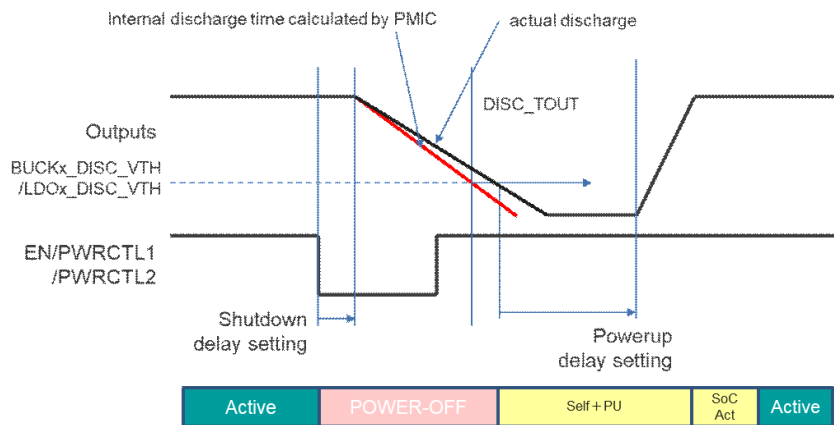 Internal discharge time calculated by PMIC
actual discharge
DISC_TOUT
Outputs
BUCKx_DISC_VTH
/LDOx_DISC_VTH
EN/PWRCTL1
/PWRCTL2
Shutdown
delay setting
Powerup
delay setting
Active
POWER-OFF
Self + PU
SoC
Act
Active